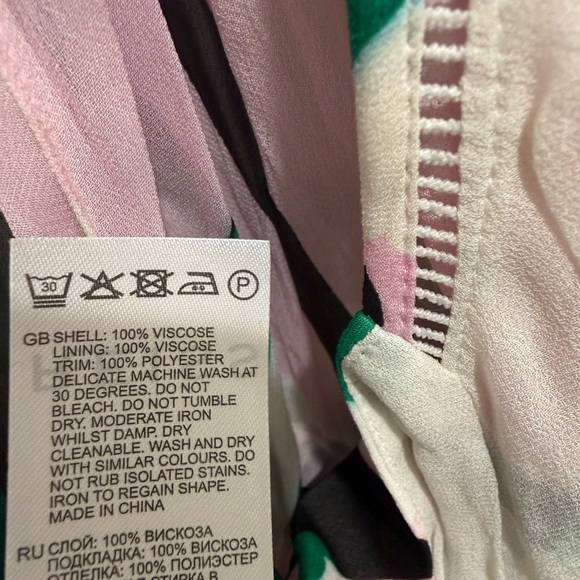 30 P
GB SHELL: 100% VISCOSE
LINING: 100% VISCOSE
TRIM: 100% POLYESTER
DELICATE MACHINE WASH AT
30 DEGREES. DO NOT
BLEACH. DO NOT TUMBLE
DRY. MODERATE IRON
WHILST DAMP. DRY
CLEANABLE. WASH AND DRY
WITH SIMILAR COLOURS. DO
NOT RUB ISOLATED STAINS.
IRON TO REGAIN SHAPE.
MADE IN CHINA
RU СЛОЙ: 100% ВИСКОЗА
ПОДКЛАДКА: 100% ВИСКОЗА
ОТДЕЛКА: 100% ПОЛИЭСТЕР